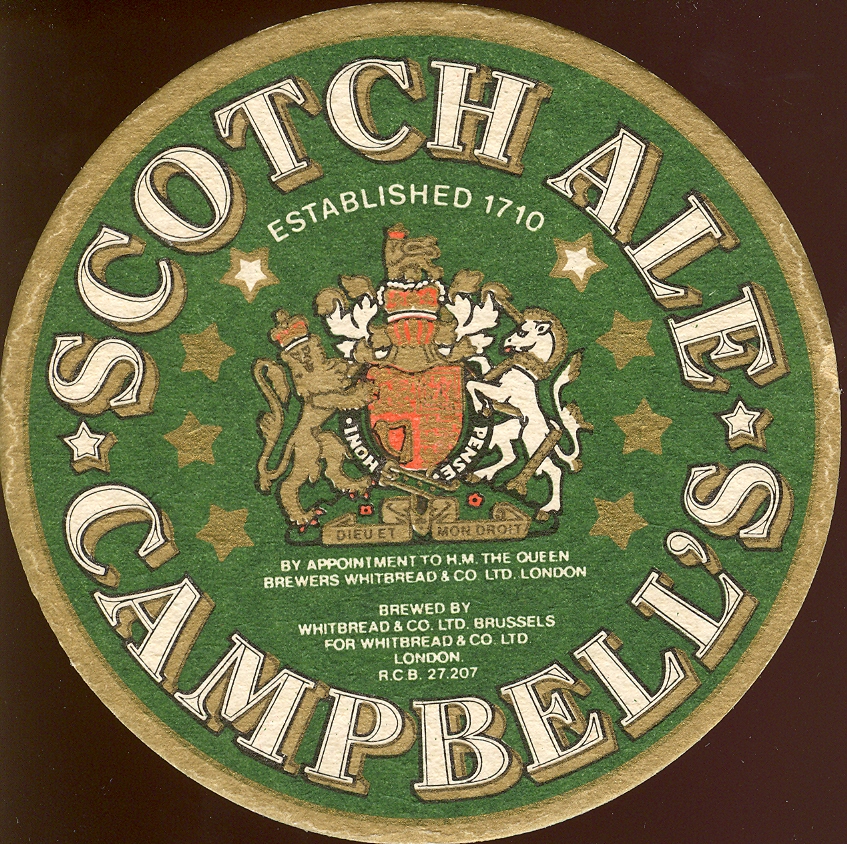 SCOTCH ALE
ESTABLISHED 1710
HONI·
PENSE·
DIEU ET MON DROIT
BY APPOINTMENT TO H.M. THE QUEEN
BREWERS WHITBREAD & CO. LTD. LONDON
BREWED BY
WHITBREAD & CO. LTD. BRUSSELS
FOR WHITBREAD & CO. LTD
LONDON
R.C.B. 27.207
CAMPBELL'S